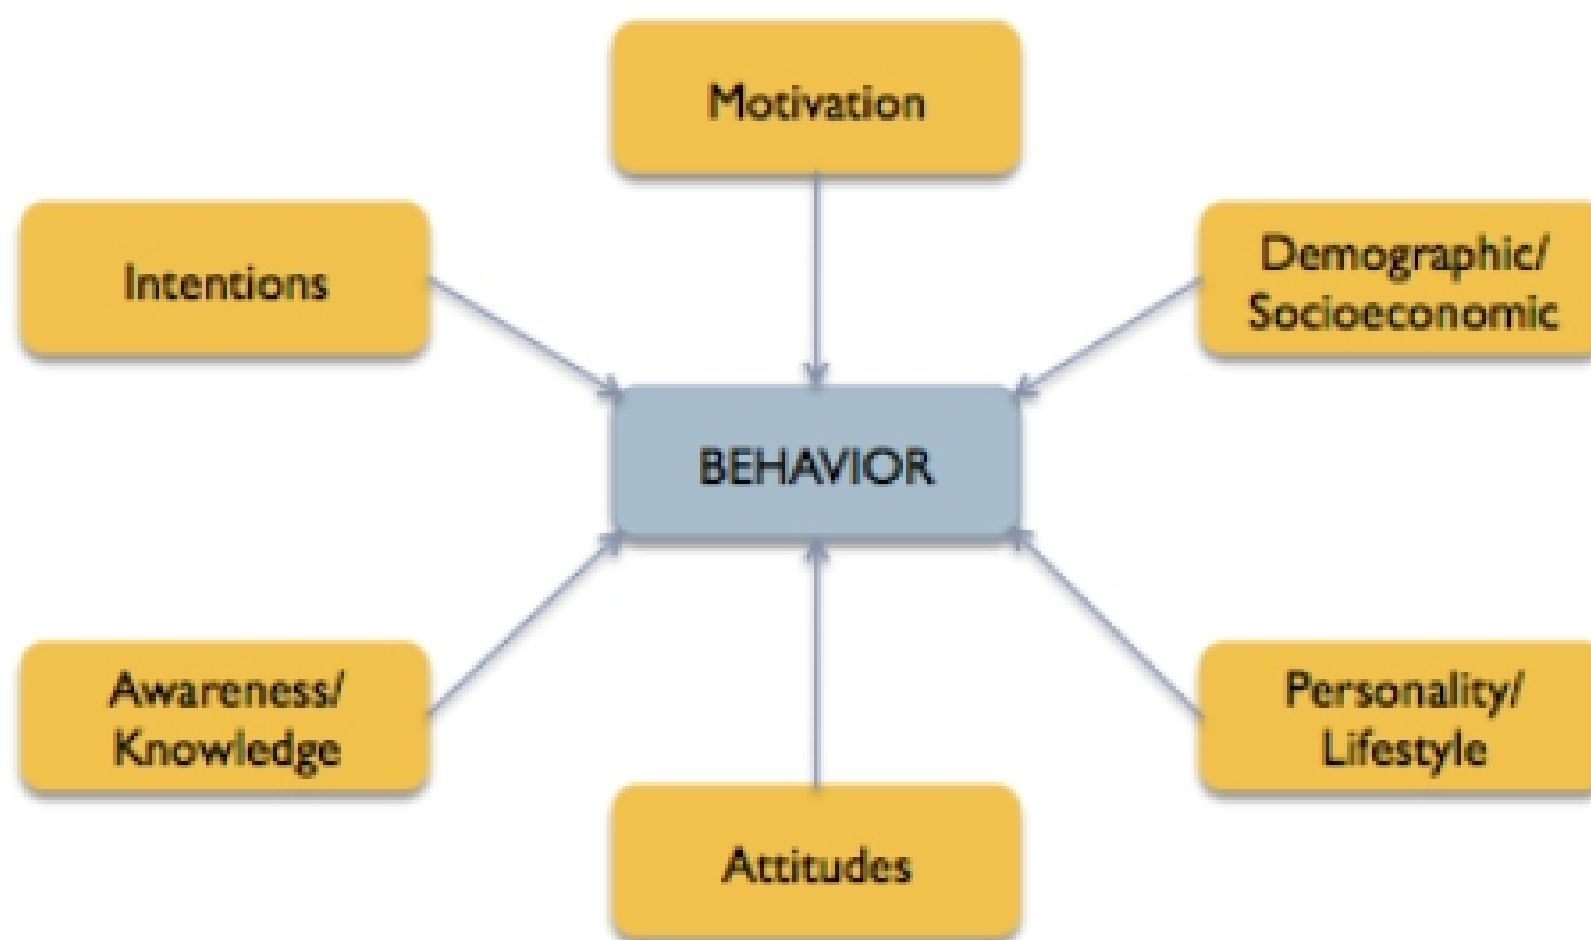 Motivation
Intentions
Demographic/
Socioeconomic
BEHAVIOR
Awareness/
Knowledge
Personality/
Lifestyle
Attitudes